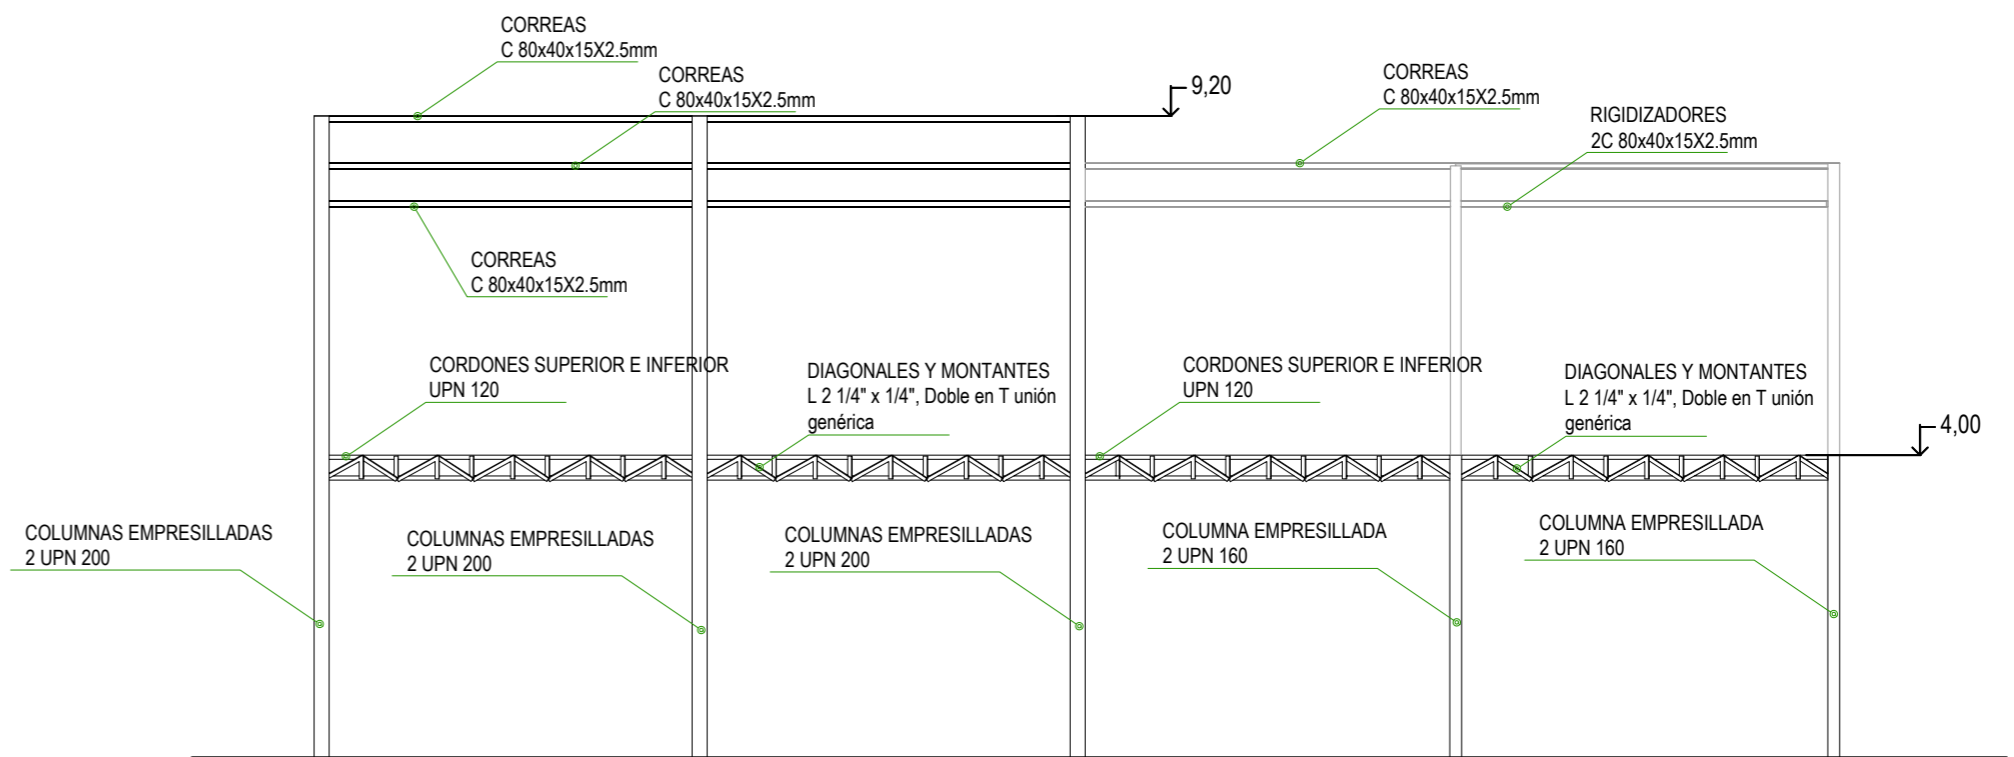 CORREAS
C 80x40x15X2.5mm
CORREAS
C 80x40x15X2.5mm
9,20
CORREAS
C 80x40x15X2.5mm
RIGIDIZADORES
2C 80x40x15X2.5mm
CORREAS
C 80x40x15X2.5mm
CORDONES SUPERIOR E INFERIOR
UPN 120
DIAGONALES Y MONTANTES
L 2 1/4" x 1/4", Doble en T unión
genérica
CORDONES SUPERIOR E INFERIOR
UPN 120
DIAGONALES Y MONTANTES
L 2 1/4" x 1/4", Doble en T unión
genérica
4,00
COLUMNAS EMPRESILLADAS
2 UPN 200
COLUMNAS EMPRESILLADAS
2 UPN 200
COLUMNAS EMPRESILLADAS
2 UPN 200
COLUMNA EMPRESILLADA
2 UPN 160
COLUMNA EMPRESILLADA
2 UPN 160